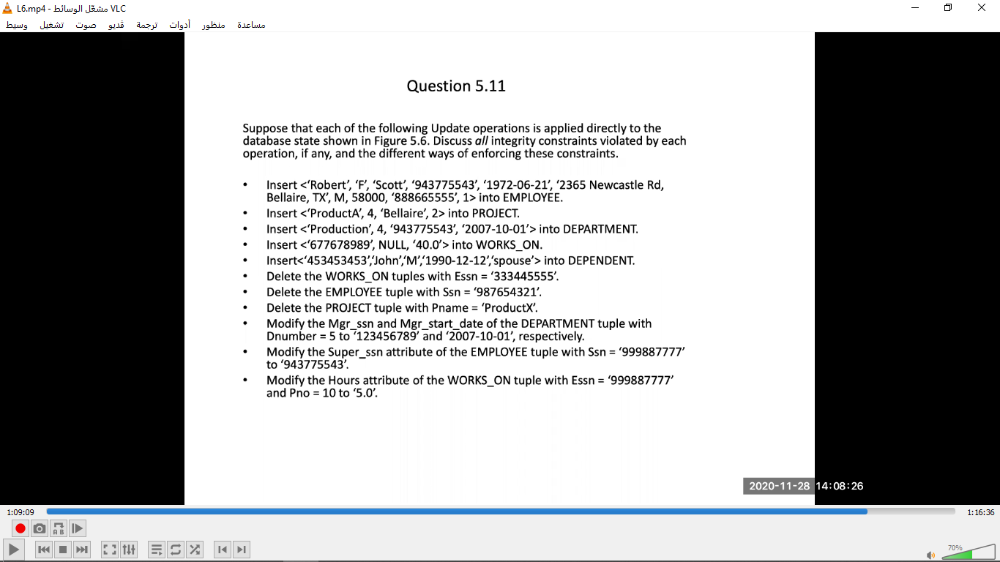 L6.mp4 - مشغّل الوسائط VLC
وسيط تشغيل صوت ڤديو ترجمة أدوات منظور مساعدة
Question 5.11
Suppose that each of the following Update operations is applied directly to the
database state shown in Figure 5.6. Discuss all integrity constraints violated by each
operation, if any, and the different ways of enforcing these constraints.
• Insert <‘Robert’, ‘F’, ‘Scott’, ‘943775543’, ‘1972-06-21’, ‘2365 Newcastle Rd,
Bellaire, TX’, M, 58000, ‘888665555’, 1> into EMPLOYEE.
• Insert <‘ProductA’, 4, ‘Bellaire’, 2> into PROJECT.
• Insert <‘Production’, 4, ‘943775543’, ‘2007-10-01’> into DEPARTMENT.
• Insert <‘677678989’, NULL, ‘40.0’> into WORKS_ON.
• Insert<‘453453453’,‘John’,‘M’,‘1990-12-12’,‘spouse’> into DEPENDENT.
• Delete the WORKS_ON tuples with Essn = ‘333445555’.
• Delete the EMPLOYEE tuple with Ssn = ‘987654321’.
• Delete the PROJECT tuple with Pname = ‘ProductX’.
• Modify the Mgr_ssn and Mgr_start_date of the DEPARTMENT tuple with
Dnumber = 5 to ‘123456789’ and ‘2007-10-01’, respectively.
• Modify the Super_ssn attribute of the EMPLOYEE tuple with Ssn = ‘999887777’
to ‘943775543’.
• Modify the Hours attribute of the WORKS_ON tuple with Essn = ‘999887777’
and Pno = 10 to ‘5.0’.
2020-11-28 14:08:26
1:09:09 1:16:36
A B
70%